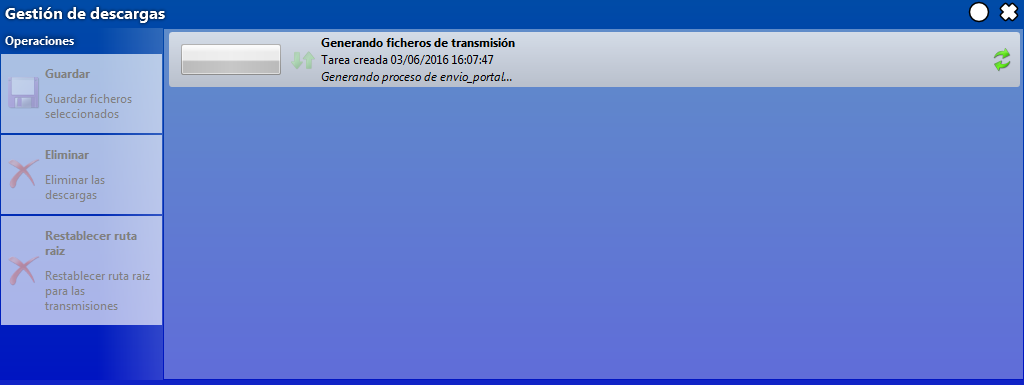 Gestión de descargas
Operaciones
Guardar
Guardar ficheros
seleccionados
Eliminar
Eliminar las
descargas
Restablecer ruta
raiz
Restablecer ruta raiz
para las
transmisiones
Generando ficheros de transmisión
Tarea creada 03/06/2016 16:07:47
Generando proceso de envio_portal...